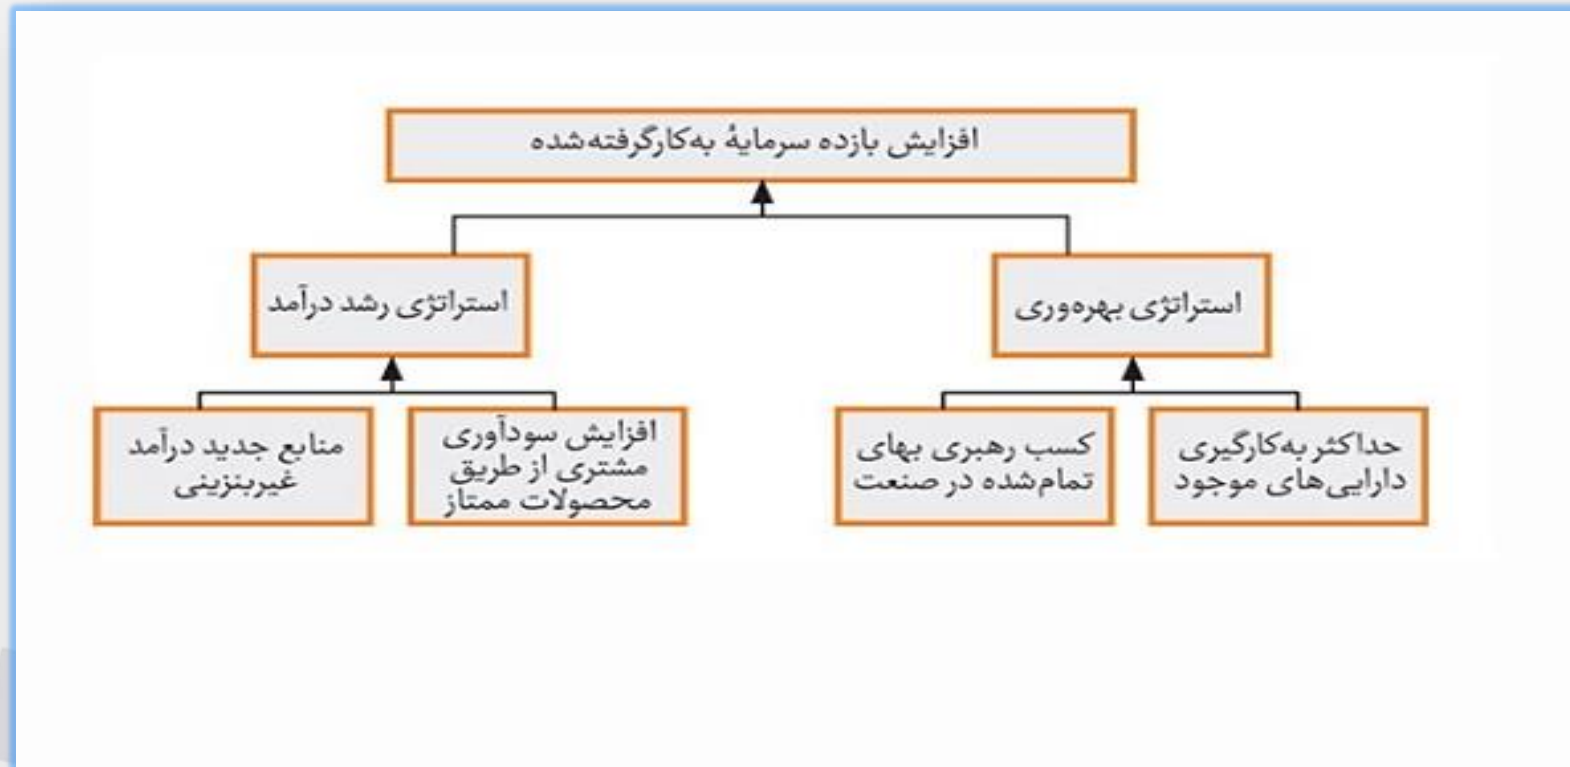 افزایش بازده سرمایهٔ به‌کارگرفته‌شده
استراتژی بهره‌وری
استراتژی رشد درآمد
حداکثر به‌کارگیری
دارایی‌های موجود
کسب رهبری بهای
تمام‌شده در صنعت
افزایش سودآوری
مشتری از طریق
محصولات ممتاز
منابع جدید درآمد
غیربنزینی